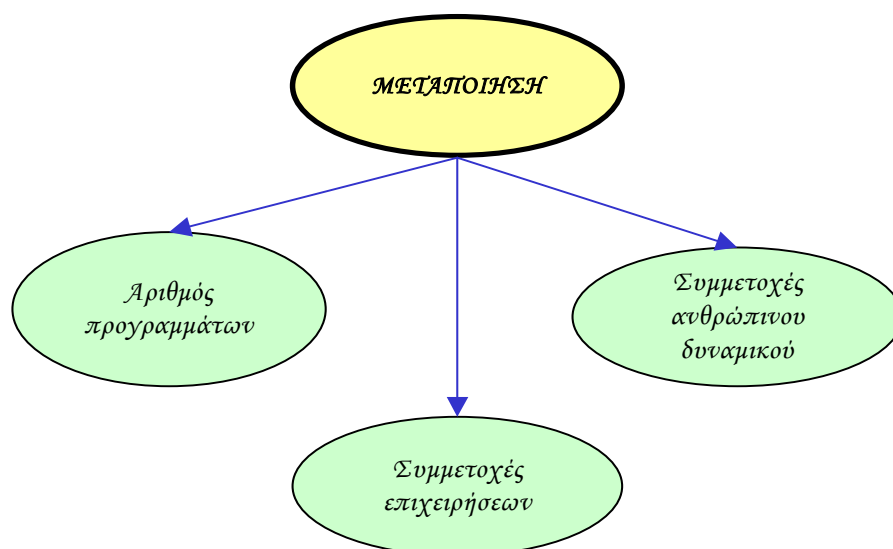 ΜΕΤΑΠΟΙΗΣΗ
Αριθμός
προγραμμάτων
Συμμετοχές
ανθρώπινου
δυναμικού
Συμμετοχές
επιχειρήσεων